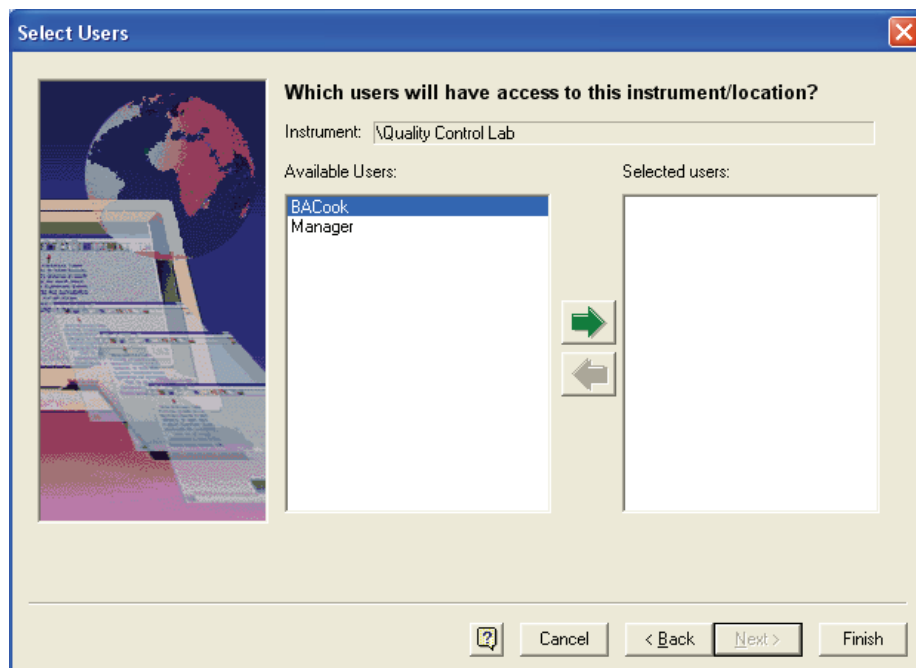 Select Users
Which users will have access to this instrument/location?
Instrument: \Quality Control Lab
Available Users:
Selected users:
BACook
Manager
?
Cancel
< Back
Next >
Finish